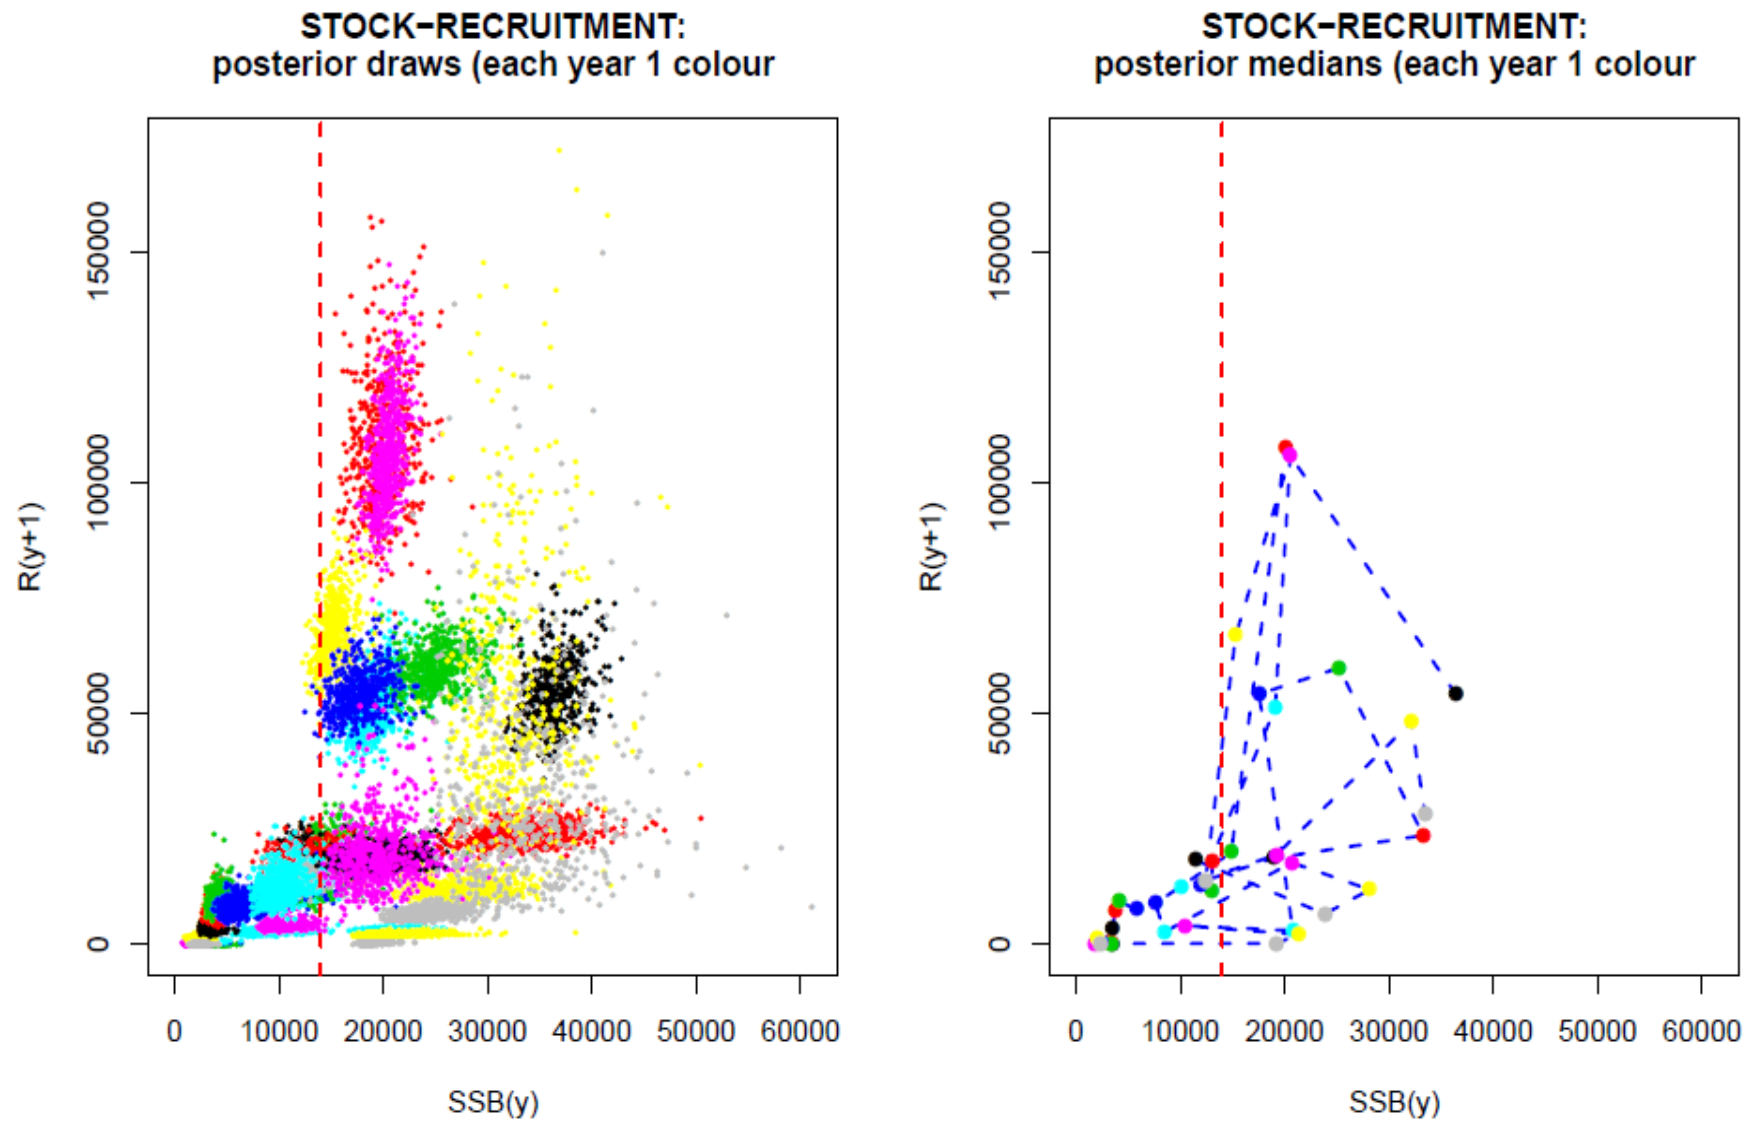 STOCK−RECRUITMENT:
posterior draws (each year 1 colour
R(y+1)
150000
100000
50000
0
0 10000 20000 30000 40000 50000 60000
SSB(y)
STOCK−RECRUITMENT:
posterior medians (each year 1 colour
R(y+1)
150000
100000
50000
0
0 10000 20000 30000 40000 50000 60000
SSB(y)